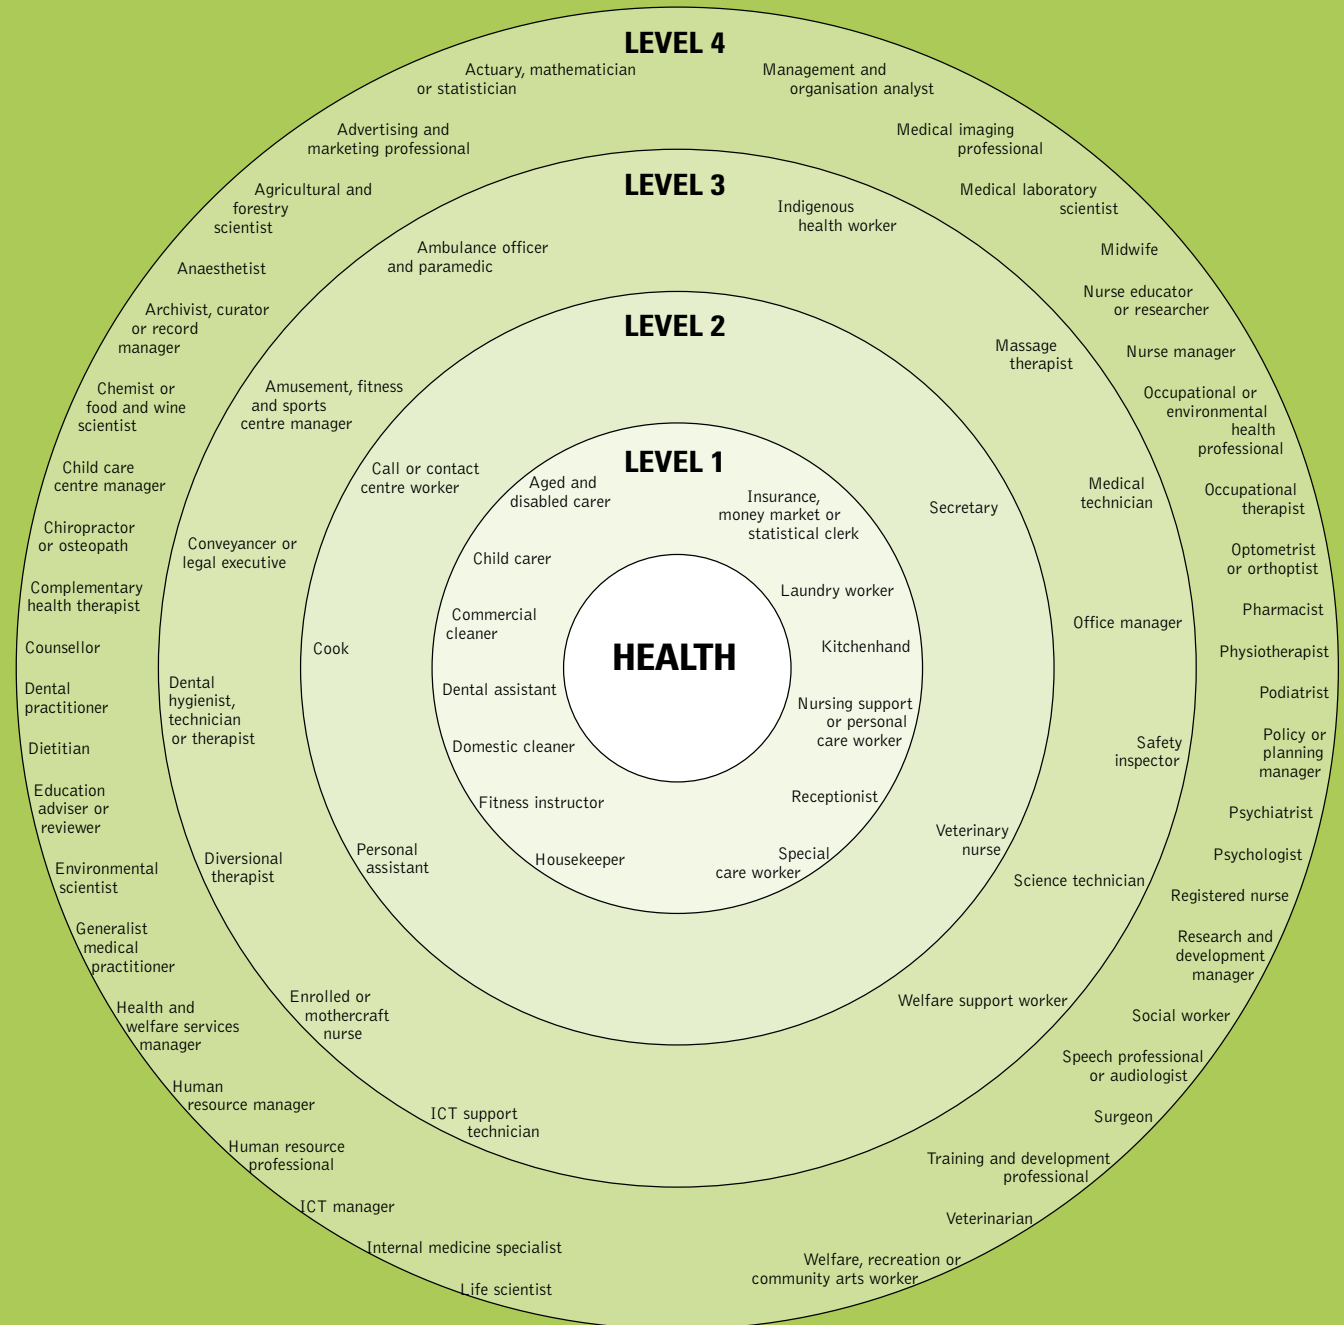 LEVEL 4
Actuary, mathematician
or statistician
Advertising and
marketing professional
Agricultural and
forestry
scientist
Anaesthetist
Archivist, curator
or record
manager
Chemist or
food and wine
scientist
Child care
centre manager
Chiropractor
or osteopath
Complementary
health therapist
Counsellor
Dental
practitioner
Dietitian
Education
adviser or
reviewer
Environmental
scientist
Generalist
medical
practitioner
Health and
welfare services
manager
Human
resource manager
Human resource
professional
ICT manager
Internal medicine specialist
Life scientist
Management and
organisation analyst
Medical imaging
professional
Medical laboratory
scientist
Midwife
Nurse educator
or researcher
Nurse manager
Occupational or
environmental
health
professional
Occupational
therapist
Optometrist
or orthoptist
Pharmacist
Physiotherapist
Podiatrist
Policy or
planning
manager
Psychiatrist
Psychologist
Registered nurse
Research and
development
manager
Social worker
Speech professional
or audiologist
Surgeon
Training and development
professional
Veterinarian
Welfare, recreation or
community arts worker
LEVEL 3
Ambulance officer
and paramedic
Amusement, fitness
and sports
centre manager
Conveyancer or
legal executive
Dental
hygienist,
technician
or therapist
Diversional
therapist
Enrolled or
mothercraft
nurse
ICT support
technician
Indigenous
health worker
Massage
therapist
Medical
technician
Office manager
Safety
inspector
Science technician
Welfare support worker
LEVEL 2
Call or contact
centre worker
Cook
Personal
assistant
Secretary
Veterinary
nurse
LEVEL 1
Aged and
disabled carer
Child carer
Commercial
cleaner
Dental assistant
Domestic cleaner
Fitness instructor
Housekeeper
Insurance,
money market or
statistical clerk
Laundry worker
Kitchenhand
Nursing support
or personal
care worker
Receptionist
Special
care worker
HEALTH